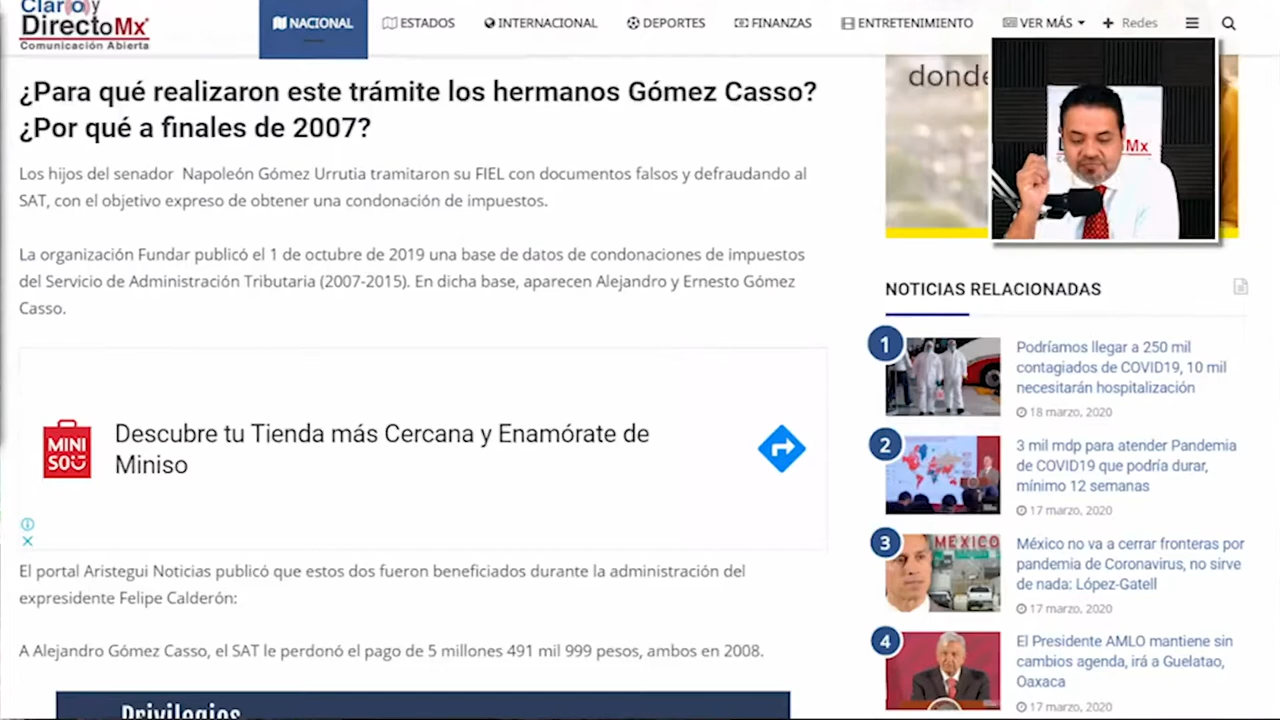 Claro y
DirectoMx
Comunicación Abierta
NACIONAL
ESTADOS
INTERNACIONAL
DEPORTES
FINANZAS
ENTRETENIMIENTO
VER MÁS
Redes
¿Para qué realizaron este trámite los hermanos Gómez Casso?
¿Por qué a finales de 2007?
Los hijos del senador Napoleón Gómez Urrutia tramitaron su FIEL con documentos falsos y defraudando al
SAT, con el objetivo expreso de obtener una condonación de impuestos.
La organización Fundar publicó el 1 de octubre de 2019 una base de datos de condonaciones de impuestos
del Servicio de Administración Tributaria (2007-2015). En dicha base, aparecen Alejandro y Ernesto Gómez
Casso.
MINI
SO
Descubre tu Tienda más Cercana y Enamórate de
Miniso
El portal Aristegui Noticias publicó que estos dos fueron beneficiados durante la administración del
expresidente Felipe Calderón:
A Alejandro Gómez Casso, el SAT le perdonó el pago de 5 millones 491 mil 999 pesos, ambos en 2008.
Privilegios
donde
Mx
NOTICIAS RELACIONADAS
1
Podríamos llegar a 250 mil
contagiados de COVID19, 10 mil
necesitarán hospitalización
18 marzo, 2020
2
3 mil mdp para atender Pandemia
de COVID19 que podría durar,
mínimo 12 semanas
17 marzo, 2020
3
MEXICO
México no va a cerrar fronteras por
pandemia de Coronavirus, no sirve
de nada: López-Gatell
17 marzo, 2020
4
El Presidente AMLO mantiene sin
cambios agenda, irá a Guelatao,
Oaxaca
17 marzo, 2020